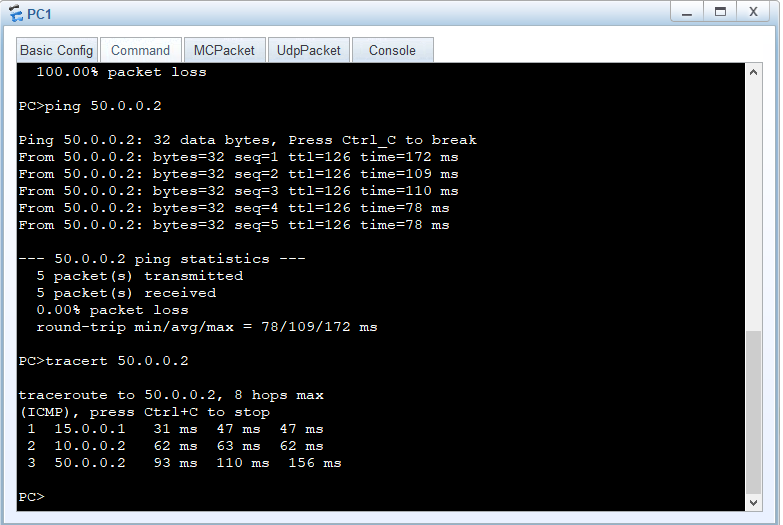 PC1
Basic Config Command MCPacket UdpPacket Console
100.00% packet loss
PC>ping 50.0.0.2
Ping 50.0.0.2: 32 data bytes, Press Ctrl_C to break
From 50.0.0.2: bytes=32 seq=1 ttl=126 time=172 ms
From 50.0.0.2: bytes=32 seq=2 ttl=126 time=109 ms
From 50.0.0.2: bytes=32 seq=3 ttl=126 time=110 ms
From 50.0.0.2: bytes=32 seq=4 ttl=126 time=78 ms
From 50.0.0.2: bytes=32 seq=5 ttl=126 time=78 ms
--- 50.0.0.2 ping statistics ---
5 packet(s) transmitted
5 packet(s) received
0.00% packet loss
round-trip min/avg/max = 78/109/172 ms
PC>tracert 50.0.0.2
traceroute to 50.0.0.2, 8 hops max
(ICMP), press Ctrl+C to stop
1 15.0.0.1 31 ms 47 ms 47 ms
2 10.0.0.2 62 ms 63 ms 62 ms
3 50.0.0.2 93 ms 110 ms 156 ms
PC>